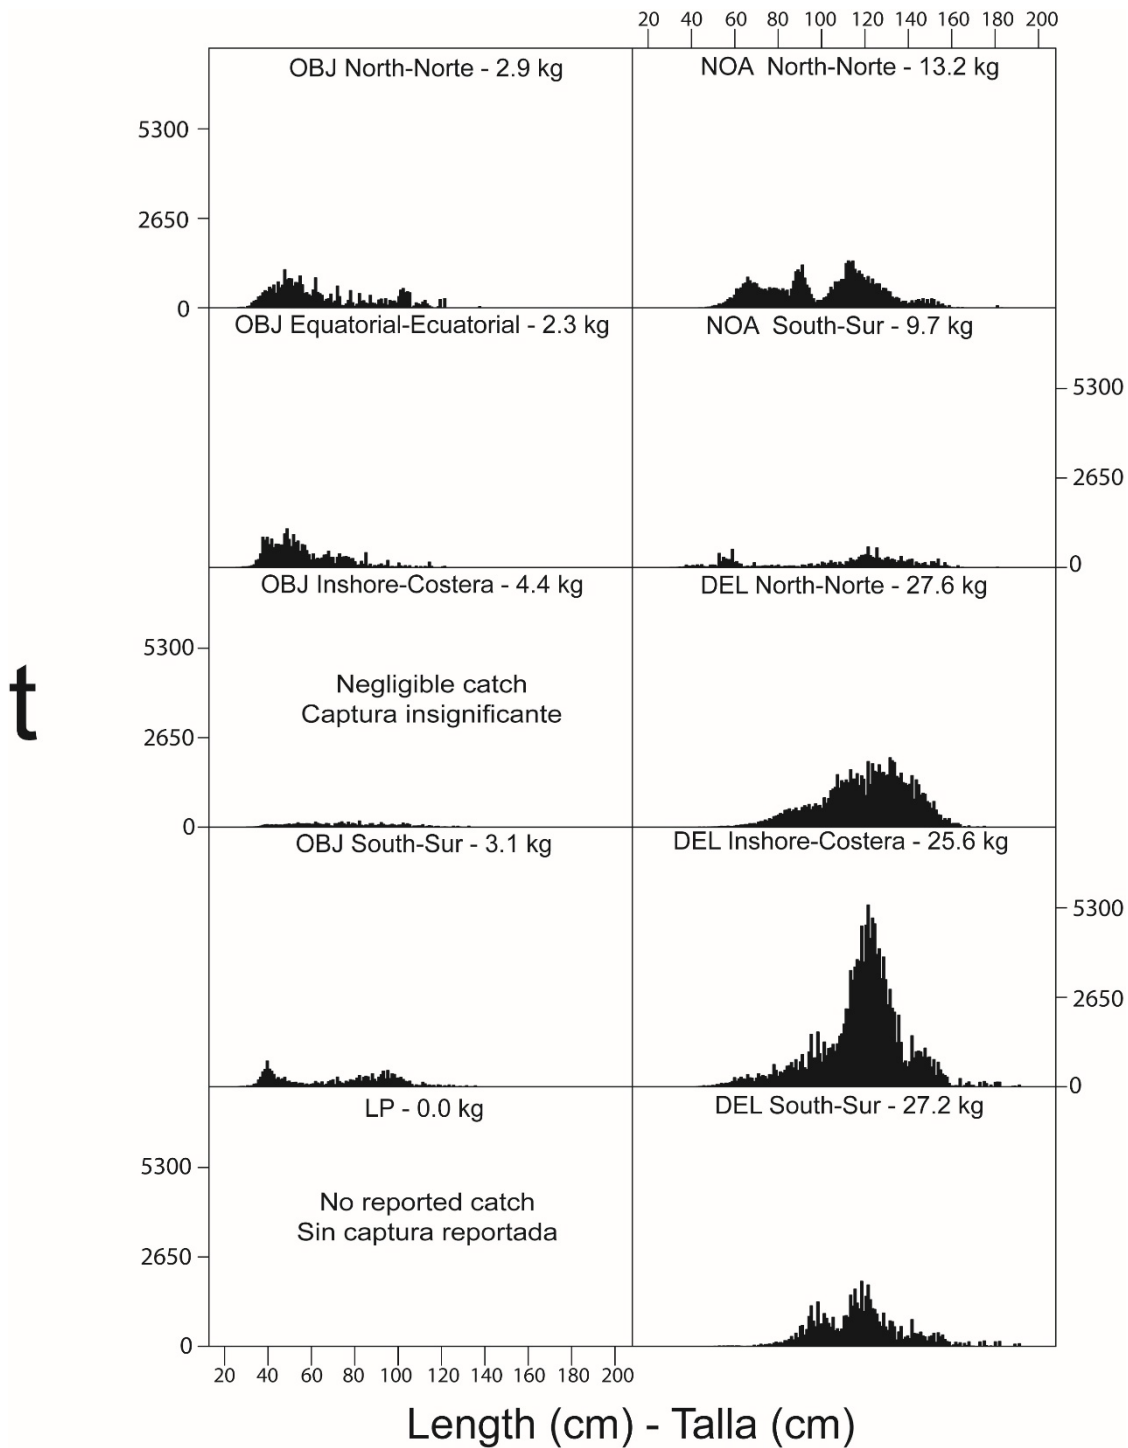 20 40 60 80 100 120 140 160 180 200
OBJ North-Norte - 2.9 kg
NOA North-Norte - 13.2 kg
5300
2650
0
OBJ Equatorial-Ecuatorial - 2.3 kg
NOA South-Sur - 9.7 kg
5300
2650
0
OBJ Inshore-Costera - 4.4 kg
DEL North-Norte - 27.6 kg
5300
Negligible catch
Captura insignificante
t
2650
0
OBJ South-Sur - 3.1 kg
DEL Inshore-Costera - 25.6 kg
5300
2650
0
LP - 0.0 kg
DEL South-Sur - 27.2 kg
5300
No reported catch
Sin captura reportada
2650
0
20 40 60 80 100 120 140 160 180 200
Length (cm) - Talla (cm)